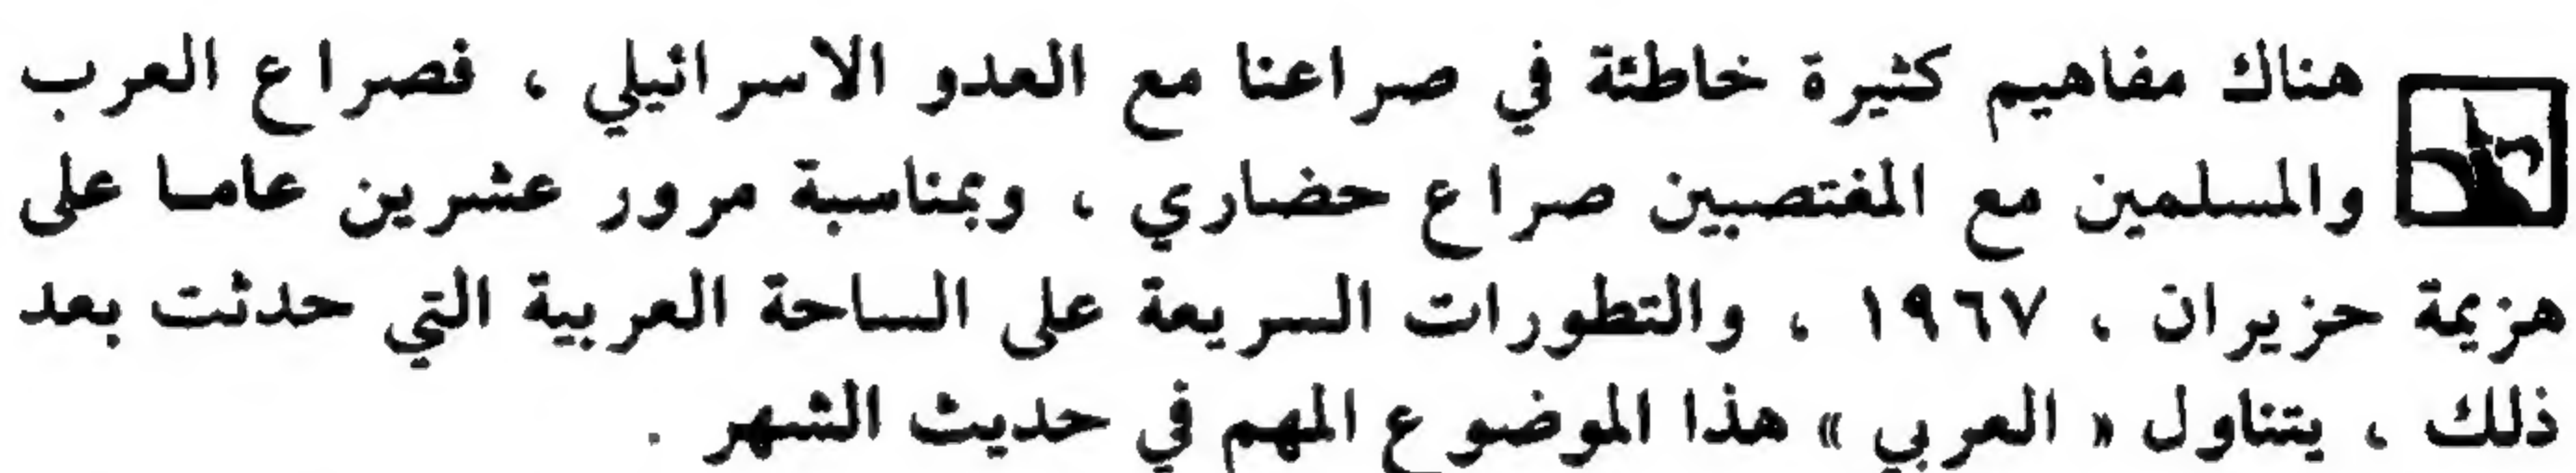 هناك مفاهيم كثيرة خاطئة في صراعنا مع العدو الاسرائيلي ، فصراع العرب
والمسلمين مع المغتصبين صراع حضاري ، وبمناسبة مرور عشرين عاما على
هزيمة حزيران ، ١٩٦٧ ، والتطورات السريعة على الساحة العربية التي حدثت بعد
ذلك ، يتناول « العربي » هذا الموضوع المهم في حديث الشهر .